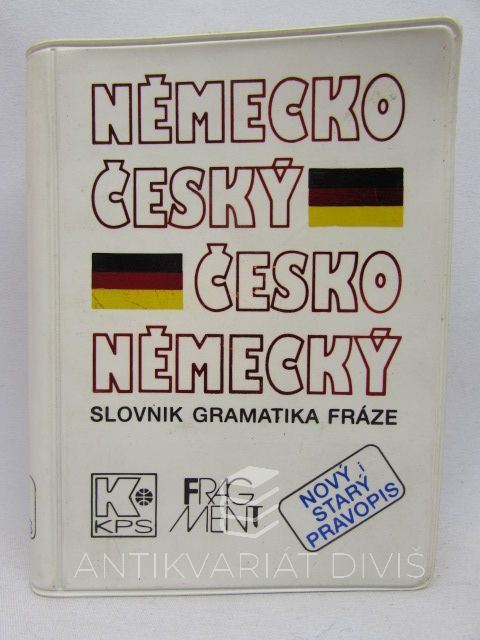 NĚMECKO
ČESKÝ
ČESKO
NĚMECKÝ
SLOVNÍK GRAMATIKA FRÁZE
K
KPS
FRAG
MENT
NOVÝ i
STARÝ
PRAVOPIS
ANTIKVARIÁT DIVIŠ